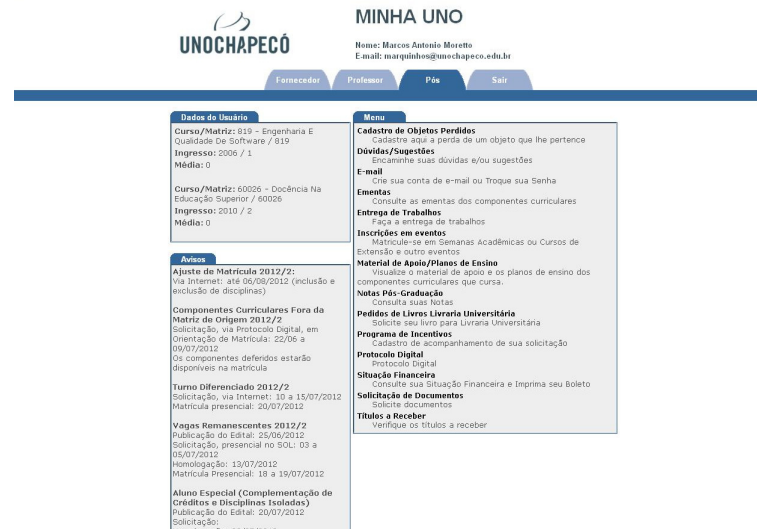 UNOCHAPECÓ
MINHA UNO
Nome: Marcos Antonio Moretto
E-mail: marquinhos@unochapeco.edu.br
Fornecedor
Professor
Pós
Sair
Dados do Usuário
Curso/Matriz: 819 - Engenharia E
Qualidade De Software / 819
Ingresso: 2006 / 1
Média: 0
Curso/Matriz: 60026 - Docência Na
Educação Superior / 60026
Ingresso: 2010 / 2
Média: 0
Avisos
Ajuste de Matrícula 2012/2:
Via Internet: até 06/08/2012 (inclusão e
exclusão de disciplinas)
Componentes Curriculares Fora da
Matriz de Origem 2012/2
Solicitação, via Protocolo Digital, em
Orientação de Matrícula: 22/06 a
09/07/2012
Os componentes deferidos estarão
disponíveis na matrícula
Turno Diferenciado 2012/2
Solicitação, via Internet: 10 a 15/07/2012
Matrícula presencial: 20/07/2012
Vagas Remanescentes 2012/2
Publicação do Edital: 25/06/2012
Solicitação, presencial no SOL: 03 a
05/07/2012
Homologação: 13/07/2012
Matrícula Presencial: 18 a 19/07/2012
Aluno Especial (Complementação de
Créditos e Disciplinas Isoladas)
Publicação do Edital: 20/07/2012
Solicitação:
Menu
Cadastro de Objetos Perdidos
Cadastre aqui a perda de um objeto que lhe pertence
Dúvidas/Sugestões
Encaminhe suas dúvidas e/ou sugestões
E-mail
Crie sua conta de e-mail ou Troque sua Senha
Ementas
Consulte as ementas dos componentes curriculares
Entrega de Trabalhos
Faça a entrega de trabalhos
Inscrições em eventos
Matricule-se em Semanas Acadêmicas ou Cursos de
Extensão e outro eventos
Material de Apoio/Planos de Ensino
Visualize o material de apoio e os planos de ensino dos
componentes curriculares que cursa.
Notas Pós-Graduação
Consulta suas Notas
Pedidos de Livros Livraria Universitária
Solicite seu livro para Livraria Universitária
Programa de Incentivos
Cadastro de acompanhamento de sua solicitação
Protocolo Digital
Protocolo Digital
Situação Financeira
Consulte sua Situação Financeira e Imprima seu Boleto
Solicitação de Documentos
Solicite documentos
Títulos a Receber
Verifique os títulos a receber